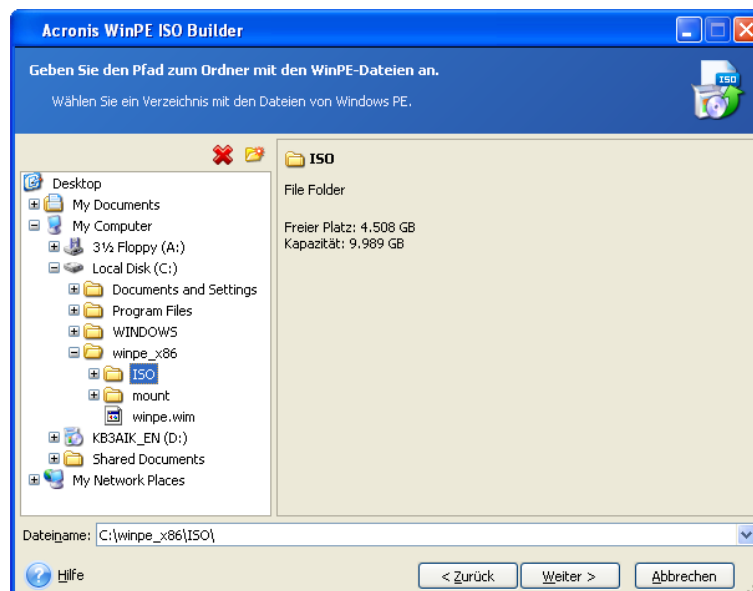 Acronis WinPE ISO Builder
Geben Sie den Pfad zum Ordner mit den WinPE-Dateien an.
Wählen Sie ein Verzeichnis mit den Dateien von Windows PE.
ISO
Desktop
My Documents
My Computer
3½ Floppy (A:)
Local Disk (C:)
Documents and Settings
Program Files
WINDOWS
winpe_x86
ISO
mount
winpe.wim
KB3AIK_EN (D:)
Shared Documents
My Network Places
ISO
File Folder
Freier Platz: 4.508 GB
Kapazität: 9.989 GB
Dateiname: C:\winpe_x86\ISO\
Hilfe
< Zurück
Weiter >
Abbrechen